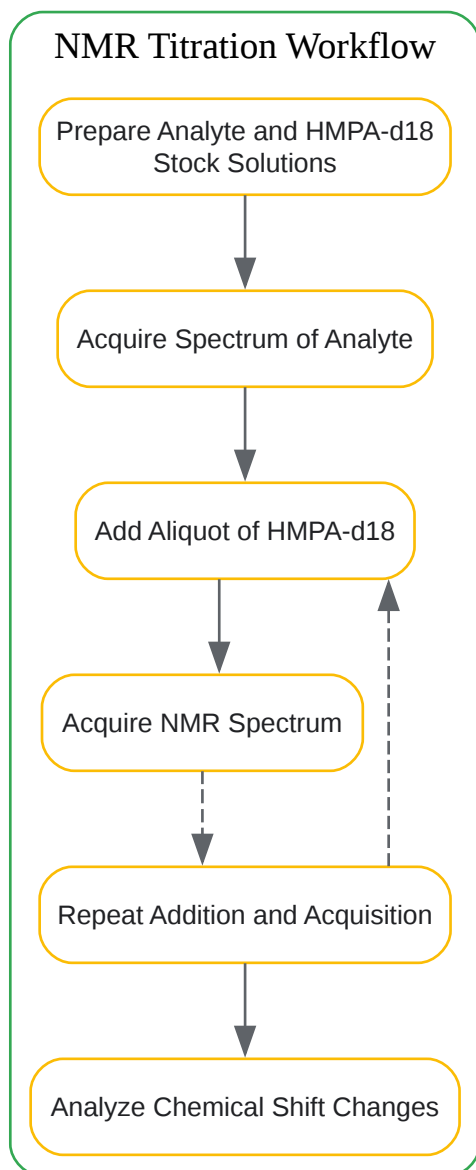 NMR Titration Workflow
Prepare Analyte and HMPA-d18
Stock Solutions
Acquire Spectrum of Analyte
Add Aliquot of HMPA-d18
Acquire NMR Spectrum
Repeat Addition and Acquisition
Analyze Chemical Shift Changes